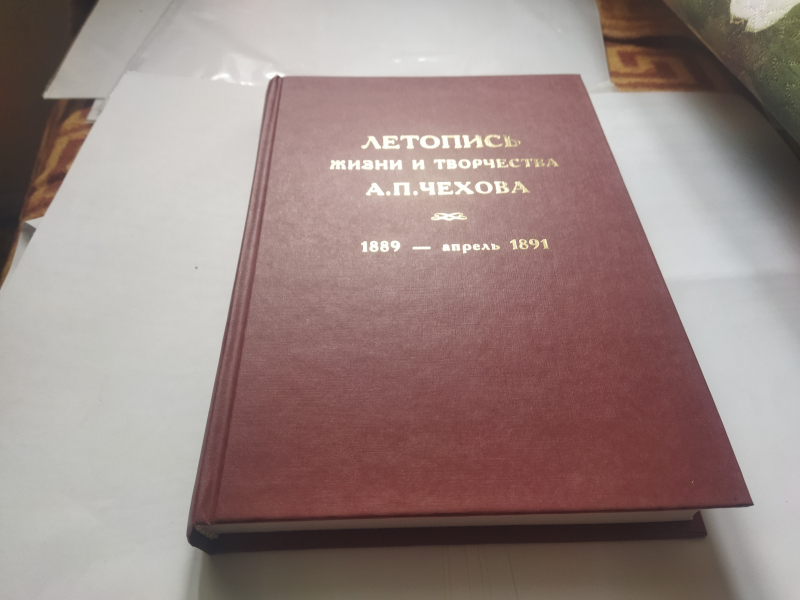 ЛЕТОПИСЬ
ЖИЗНИ И ТВОРЧЕСТВА
А.П.ЧЕХОВА
1889 — апрель 1891